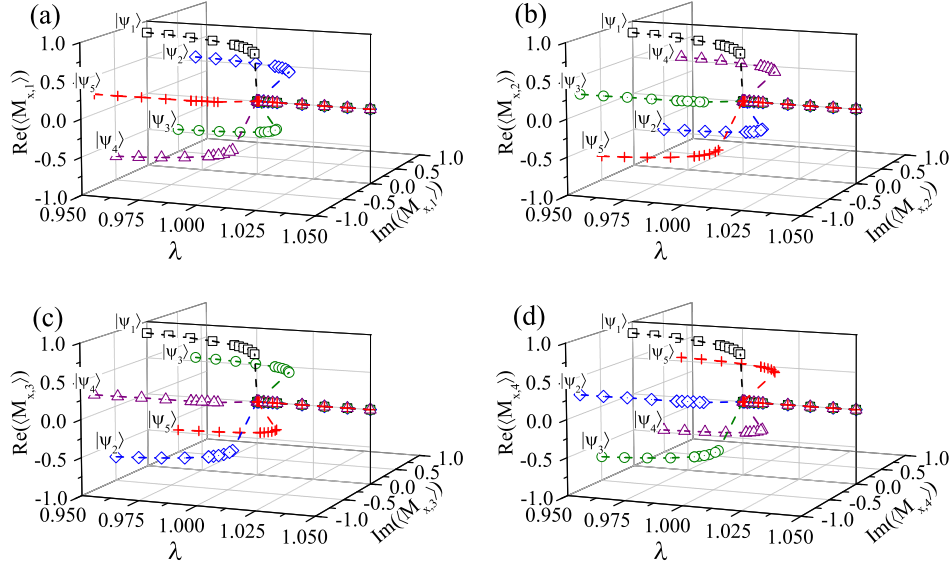 (a)
|ψ₁⟩
|ψ₂⟩
|ψ₅⟩
|ψ₃⟩
|ψ₄⟩
Re(⟨M_{x,1}⟩)
1.0
0.5
0.0
-0.5
-1.0
0.950
0.975
1.000
1.025
1.050
λ
-1.0
-0.5
0.0
0.5
1.0
Im(⟨M_{x,1}⟩)
(b)
|ψ₁⟩
|ψ₄⟩
|ψ₃⟩
|ψ₂⟩
|ψ₅⟩
Re(⟨M_{x,2}⟩)
1.0
0.5
0.0
-0.5
-1.0
0.950
0.975
1.000
1.025
1.050
λ
-1.0
-0.5
0.0
0.5
1.0
Im(⟨M_{x,2}⟩)
(c)
|ψ₁⟩
|ψ₃⟩
|ψ₄⟩
|ψ₅⟩
|ψ₂⟩
Re(⟨M_{x,3}⟩)
1.0
0.5
0.0
-0.5
-1.0
0.950
0.975
1.000
1.025
1.050
λ
-1.0
-0.5
0.0
0.5
1.0
Im(⟨M_{x,3}⟩)
(d)
|ψ₁⟩
|ψ₅⟩
|ψ₂⟩
|ψ₄⟩
|ψ₃⟩
Re(⟨M_{x,4}⟩)
1.0
0.5
0.0
-0.5
-1.0
0.950
0.975
1.000
1.025
1.050
λ
-1.0
-0.5
0.0
0.5
1.0
Im(⟨M_{x,4}⟩)